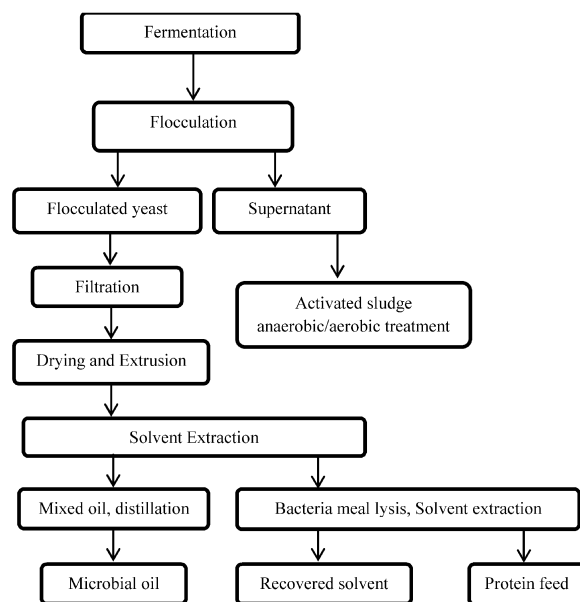 Fermentation
Flocculation
Flocculated yeast
Supernatant
Filtration
Activated sludge
anaerobic/aerobic treatment
Drying and Extrusion
Solvent Extraction
Mixed oil, distillation
Bacteria meal lysis, Solvent extraction
Microbial oil
Recovered solvent
Protein feed